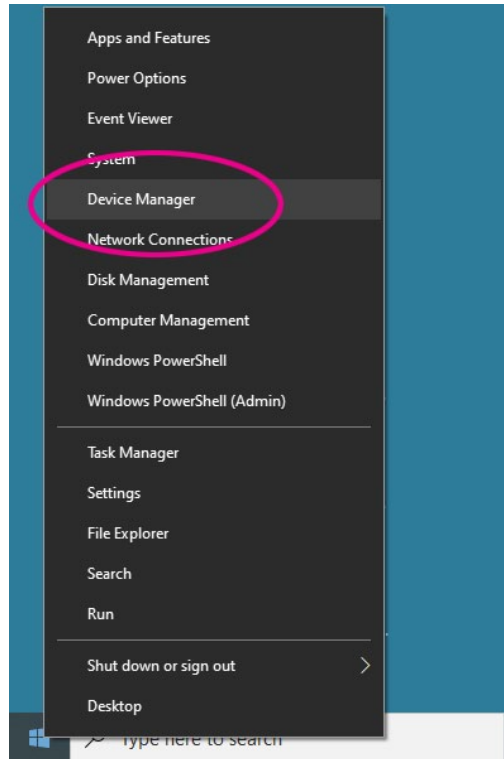 Apps and Features
Power Options
Event Viewer
System
Device Manager
Network Connections
Disk Management
Computer Management
Windows PowerShell
Windows PowerShell (Admin)
Task Manager
Settings
File Explorer
Search
Run
Shut down or sign out
Desktop
Type here to search